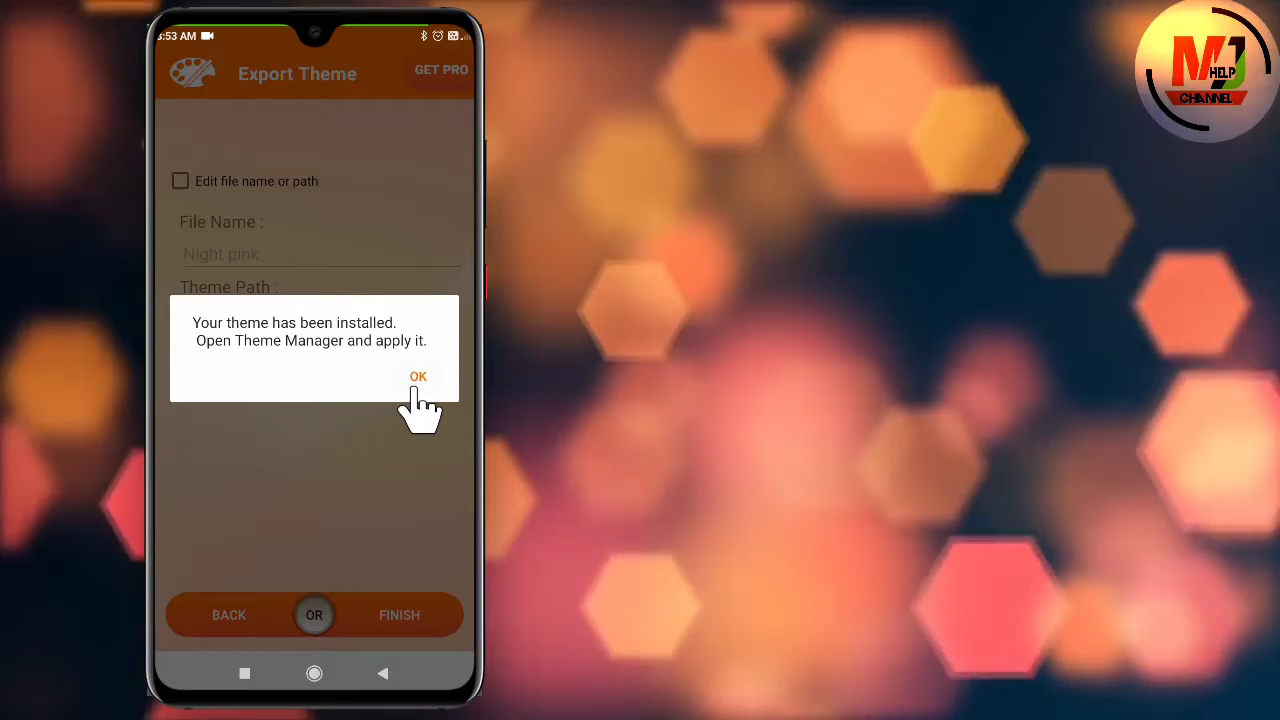 :53 AM
Export Theme
GET PRO
Edit file name or path
File Name :
Night pink
Theme Path :
Your theme has been installed.
Open Theme Manager and apply it.
OK
BACK
OR
FINISH
MJ
HELP
CHANNEL